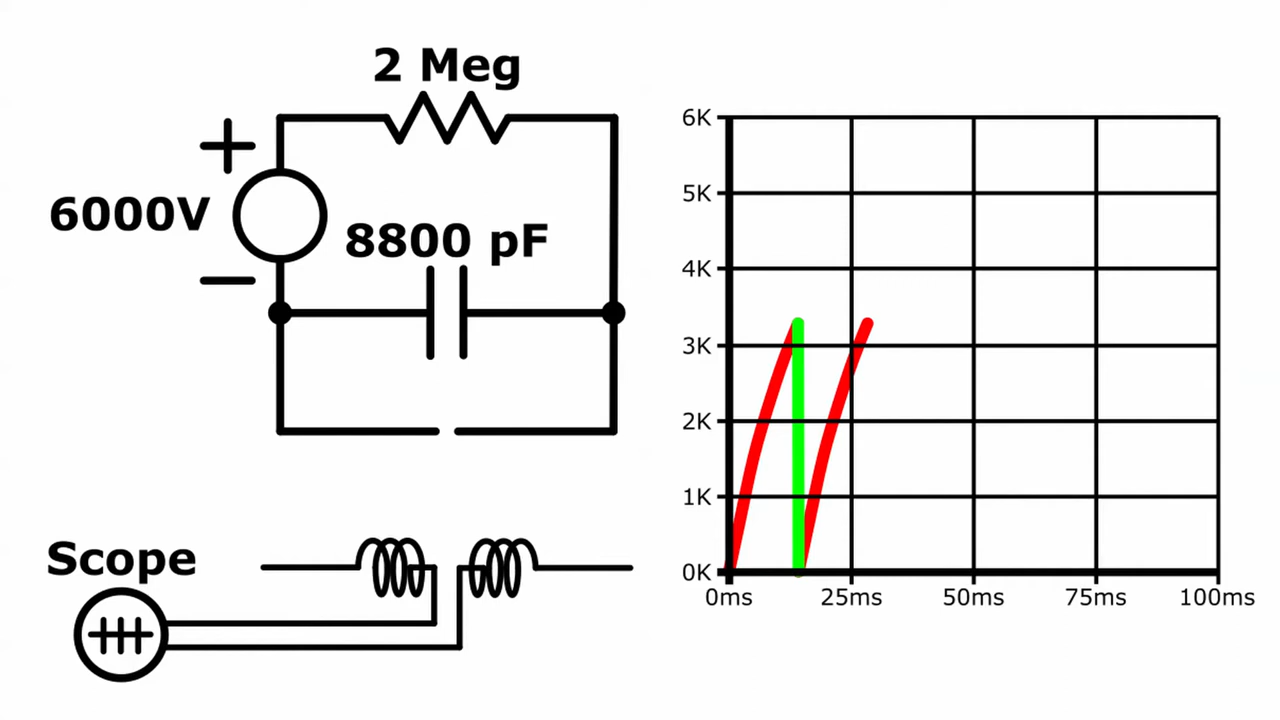 2 Meg
+
6000V
8800 pF
−
Scope
6K
5K
4K
3K
2K
1K
0K
0ms 25ms 50ms 75ms 100ms